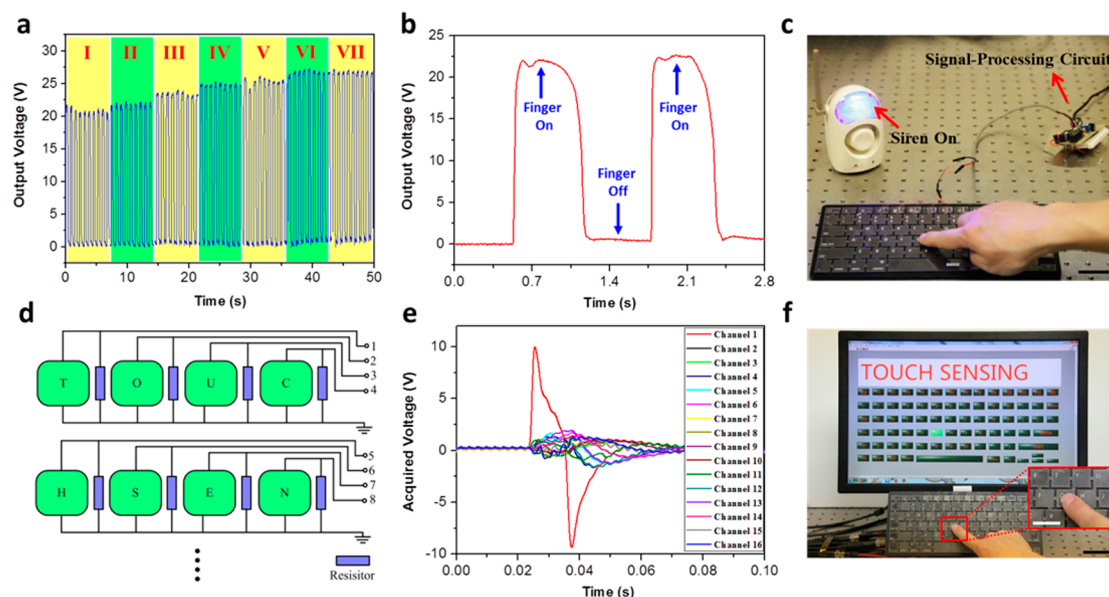 a
I II III IV V VI VII
Output Voltage (V)
30
25
20
15
10
5
0
0 10 20 30 40 50
Time (s)
b
Output Voltage (V)
25
20
15
10
5
0
Finger
On
Finger
On
Finger
Off
0.0 0.7 1.4 2.1 2.8
Time (s)
c
Signal-Processing Circuit
Siren On
d
T O U C
1
2
3
4
H S E N
5
6
7
8
Resisitor
e
Acquired Voltage (V)
10
5
0
-5
-10
Channel 1
Channel 2
Channel 3
Channel 4
Channel 5
Channel 6
Channel 7
Channel 8
Channel 9
Channel 10
Channel 11
Channel 12
Channel 13
Channel 14
Channel 15
Channel 16
0.00 0.02 0.04 0.06 0.08 0.10
Time (s)
f
TOUCH SENSING
V